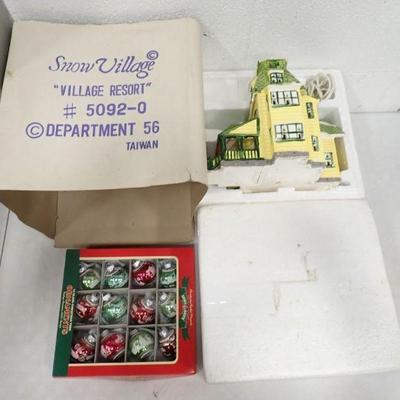 Snow Village©
"VILLAGE RESORT"
# 5092-0
© DEPARTMENT 56
TAIWAN